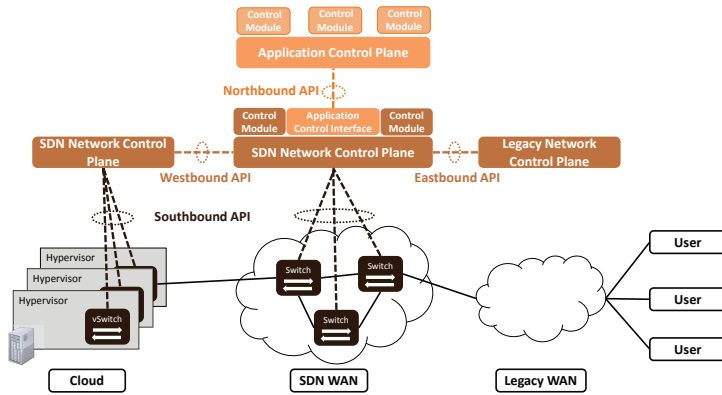 Control
Module
Control
Module
Control
Module
Application Control Plane
Northbound API
Control
Module
Application
Control Interface
Control
Module
SDN Network Control
Plane
SDN Network Control Plane
Legacy Network
Control Plane
Westbound API
Eastbound API
Southbound API
Hypervisor
Hypervisor
Hypervisor
vSwitch
Switch
Switch
Switch
User
User
User
Cloud
SDN WAN
Legacy WAN